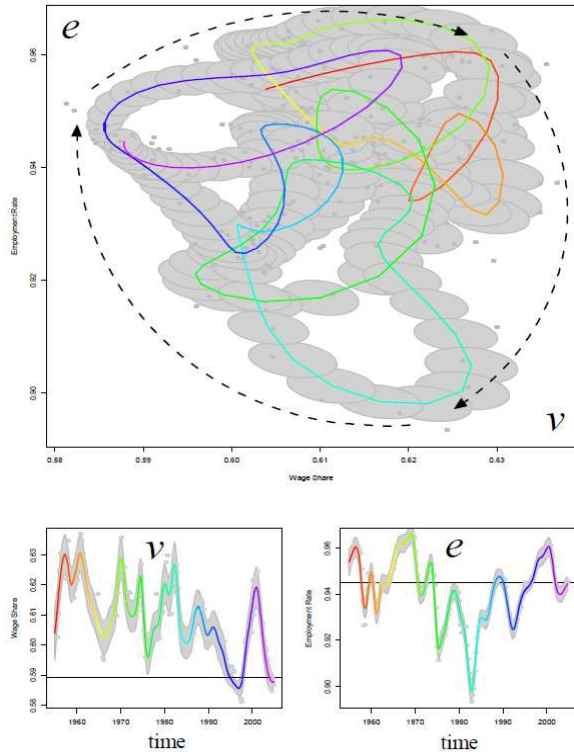 e
0.96
0.94
0.92
0.90
Employment Rate
v
0.58 0.59 0.60 0.61 0.62 0.63
Wage Share
v
0.63
0.62
0.61
0.60
0.59
0.58
Wage Share
1960 1970 1980 1990 2000
time
e
0.96
0.94
0.92
0.90
Employment Rate
1960 1970 1980 1990 2000
time